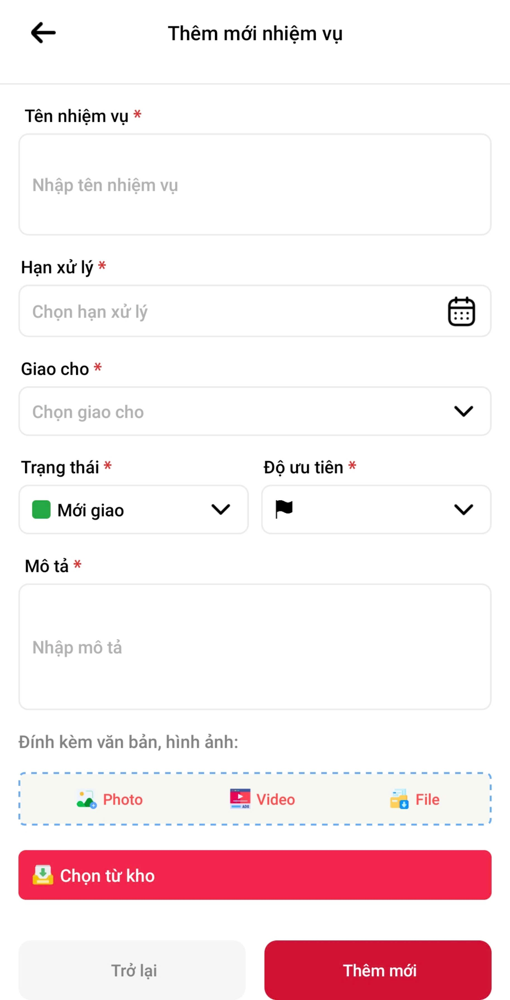 Thêm mới nhiệm vụ
Tên nhiệm vụ *
Nhập tên nhiệm vụ
Hạn xử lý *
Chọn hạn xử lý
Giao cho *
Chọn giao cho
Trạng thái * Độ ưu tiên *
Mới giao
Mô tả *
Nhập mô tả
Đính kèm văn bản, hình ảnh:
Photo Video File
ADS
Chọn từ kho
Trở lại Thêm mới